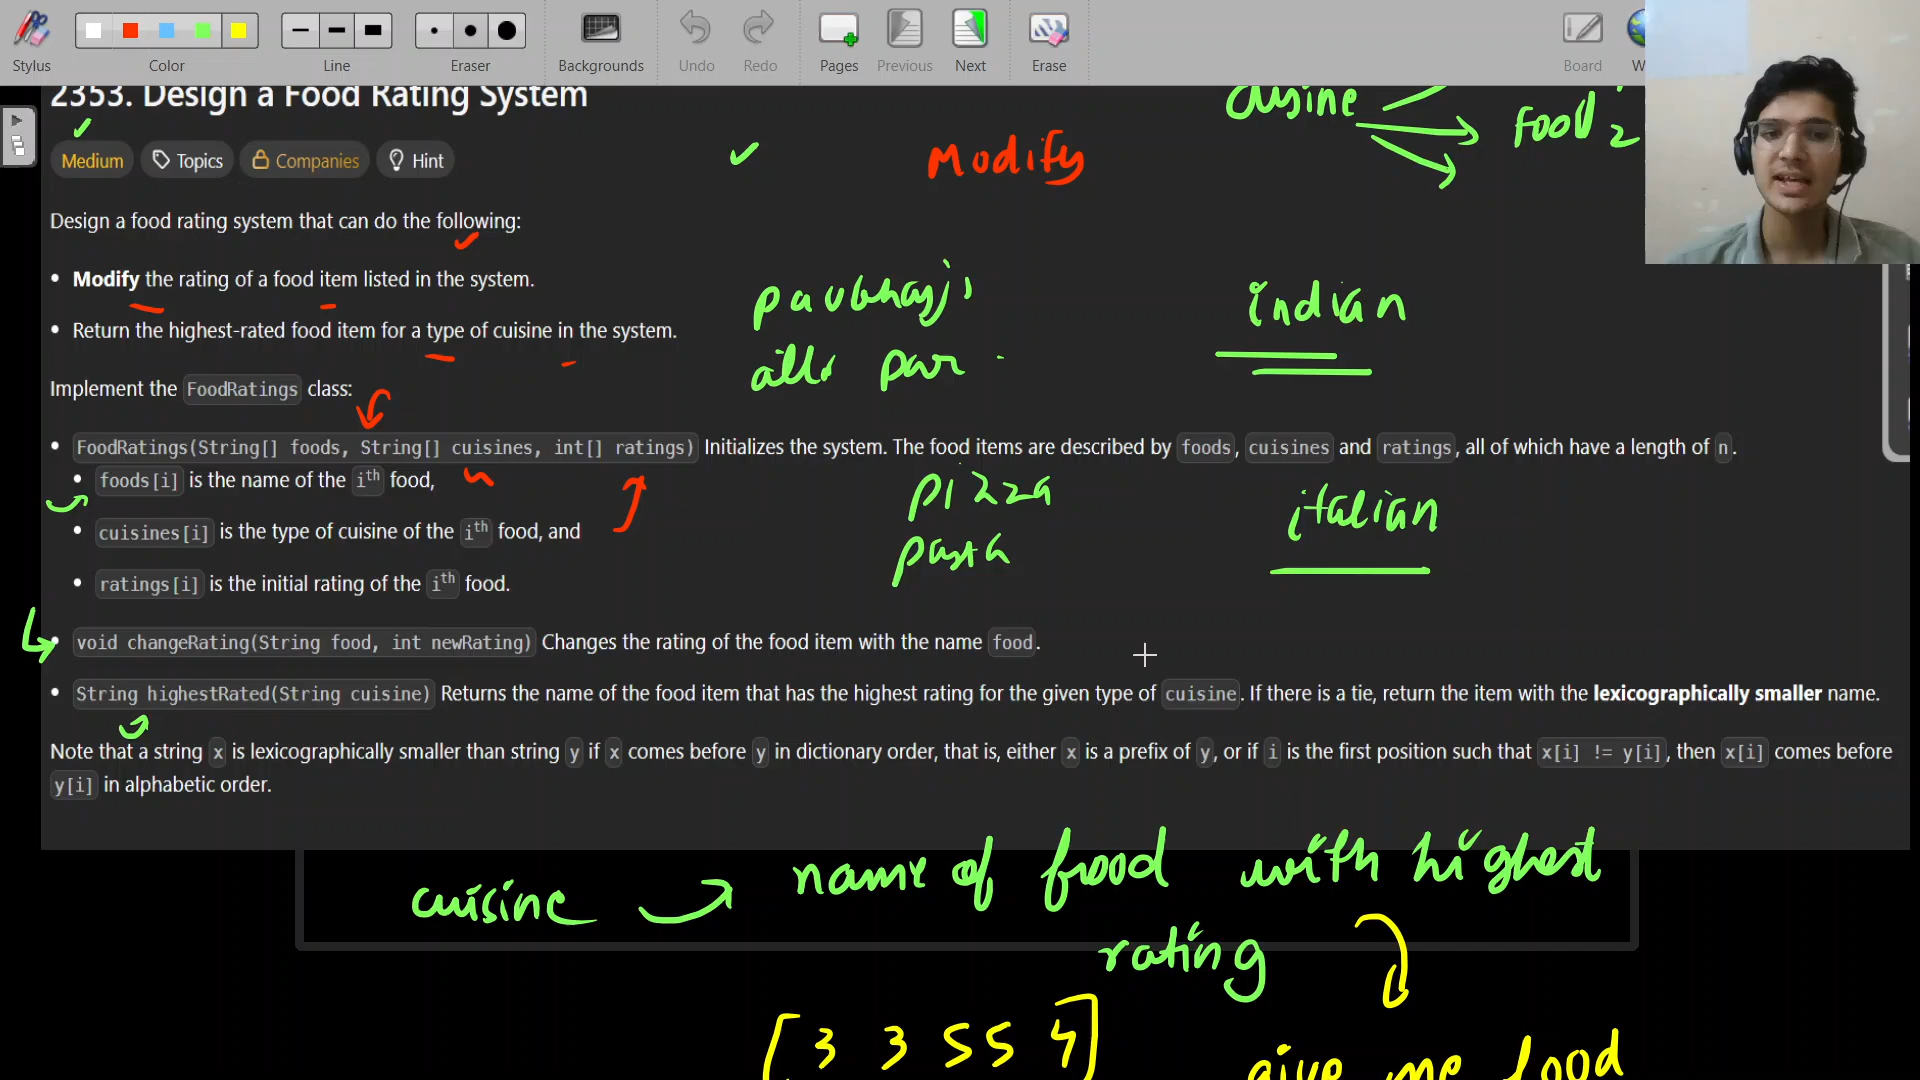 Stylus
Color
Line
Eraser
Backgrounds
Undo
Redo
Pages
Previous
Next
Erase
Board
W
2353. Design a Food Rating System
Medium
Topics
Companies
Hint
Modify
cuisine
Food 2
Design a food rating system that can do the following:
• Modify the rating of a food item listed in the system.
• Return the highest-rated food item for a type of cuisine in the system.
pavbhaji
indian
par
Implement the FoodRatings class:
• FoodRatings(String[] foods, String[] cuisines, int[] ratings) Initializes the system. The food items are described by foods, cuisines and ratings, all of which have a length of n.
• foods[i] is the name of the ith food,
• cuisines[i] is the type of cuisine of the ith food, and
• ratings[i] is the initial rating of the ith food.
pizza
italian
pasta
• void changeRating(String food, int newRating) Changes the rating of the food item with the name food.
• String highestRated(String cuisine) Returns the name of the food item that has the highest rating for the given type of cuisine. If there is a tie, return the item with the lexicographically smaller name.
Note that a string x is lexicographically smaller than string y if x comes before y in dictionary order, that is, either x is a prefix of y, or if i is the first position such that x[i] != y[i], then x[i] comes before
y[i] in alphabetic order.
cuisine
name of food with highest
rating
[3 3 5 5 4]
give me food